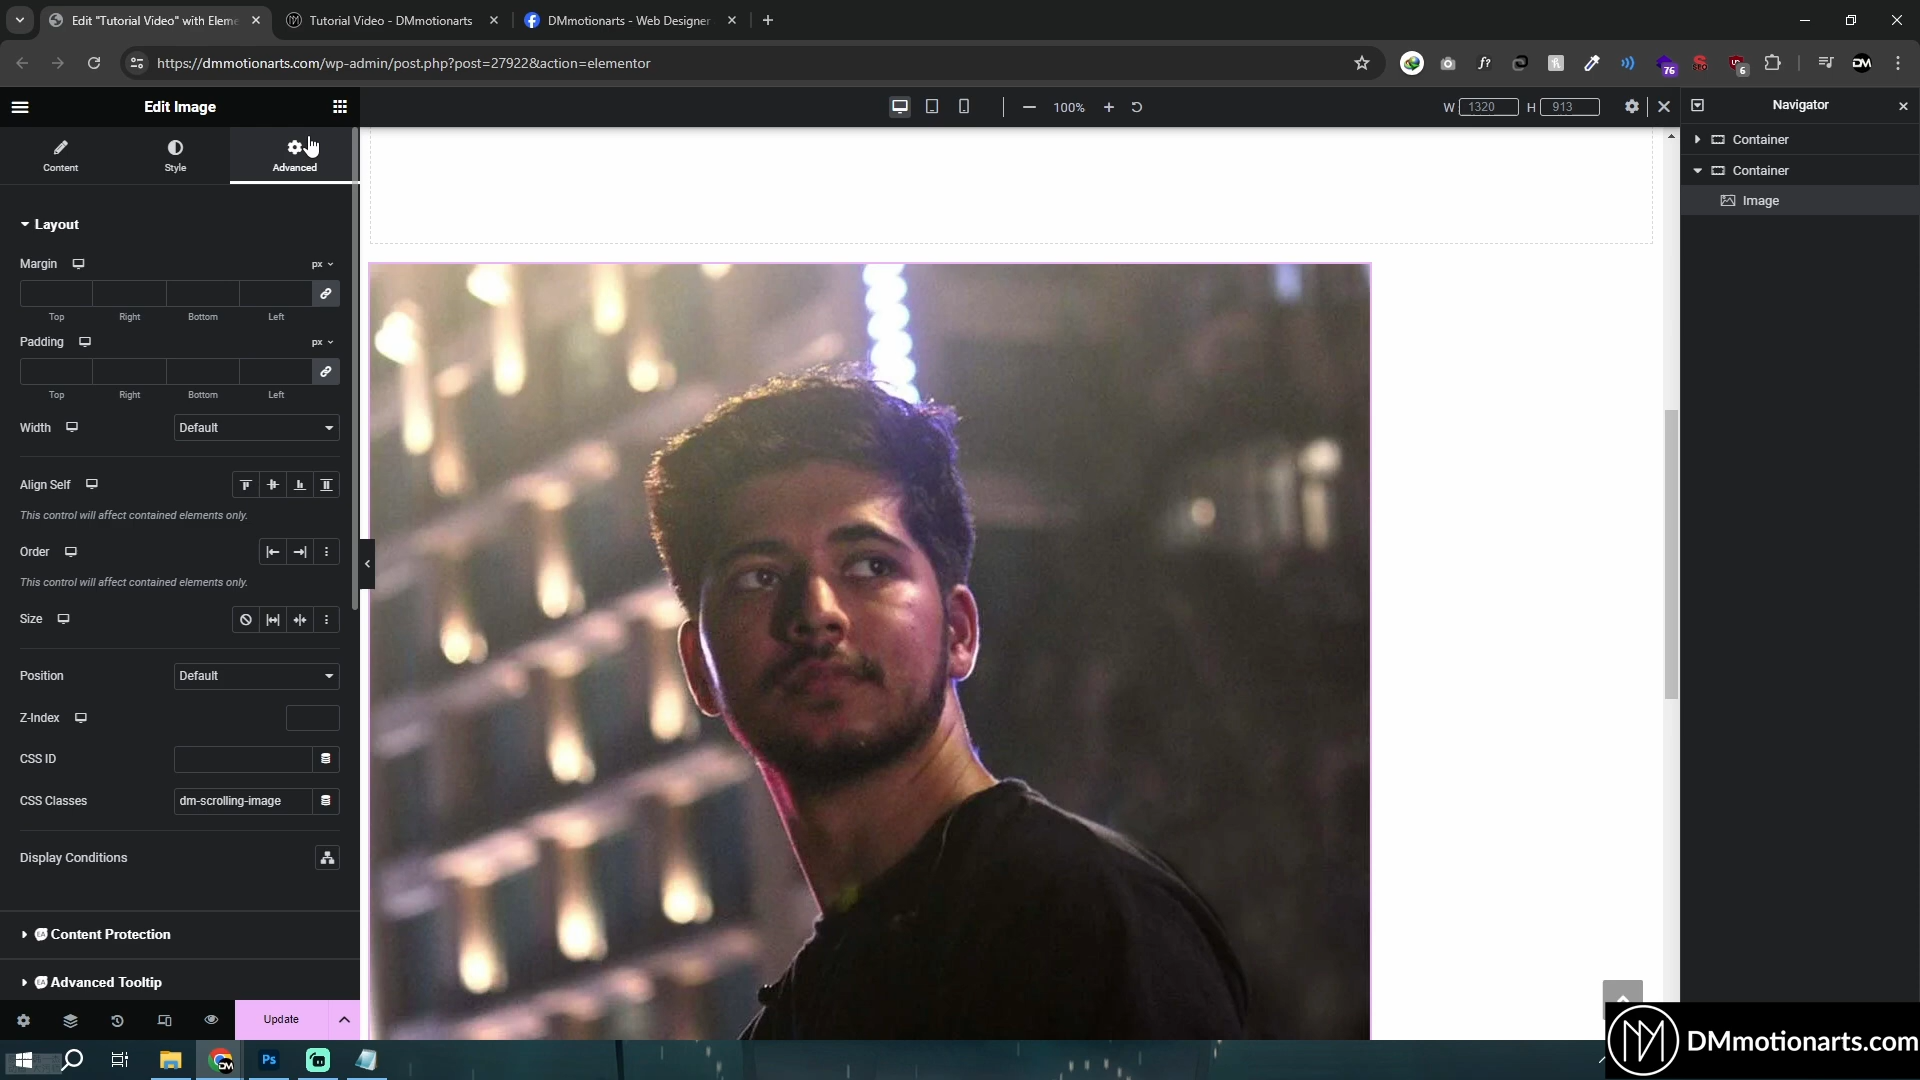 Edit "Tutorial Video" with Eleme
Tutorial Video - DMmotionarts
DMmotionarts - Web Designer
https://dmmotionarts.com/wp-admin/post.php?post=27922&action=elementor
f?
76
6
DM
Edit Image
100%
W 1320 H 913
Navigator
Content
Style
Advanced
Container
Container
Image
Layout
Margin
px
Top Right Bottom Left
Padding
px
Top Right Bottom Left
Width
Default
Align Self
This control will affect contained elements only.
Order
This control will affect contained elements only.
Size
Position
Default
Z-Index
CSS ID
CSS Classes
dm-scrolling-image
Display Conditions
Content Protection
Advanced Tooltip
Update
Ps
DMmotionarts.com